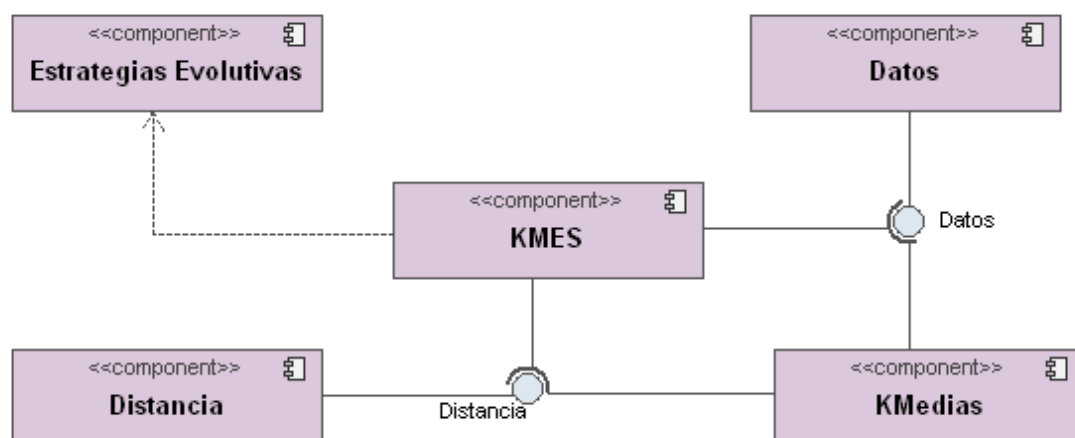 <<component>>
Estrategias Evolutivas
<<component>>
Datos
<<component>>
KMES
Datos
<<component>>
Distancia
Distancia
<<component>>
KMedias